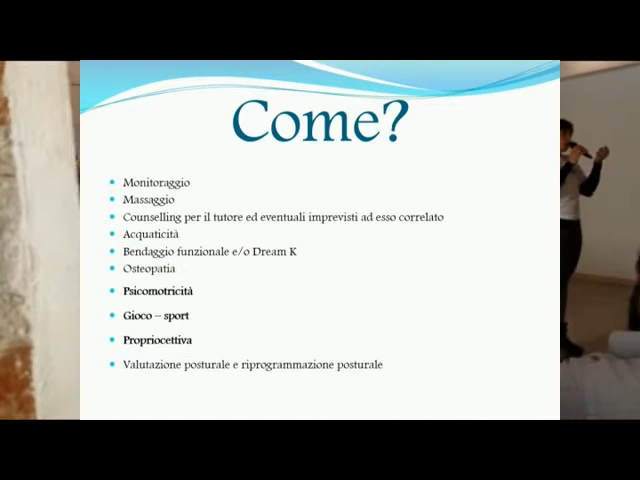 Come?
Monitoraggio
Massaggio
Counselling per il tutore ed eventuali imprevisti ad esso correlato
Acquaticità
Bendaggio funzionale e/o Dream K
Osteopatia
Psicomotricità
Gioco – sport
Propriocettiva
Valutazione posturale e riprogrammazione posturale